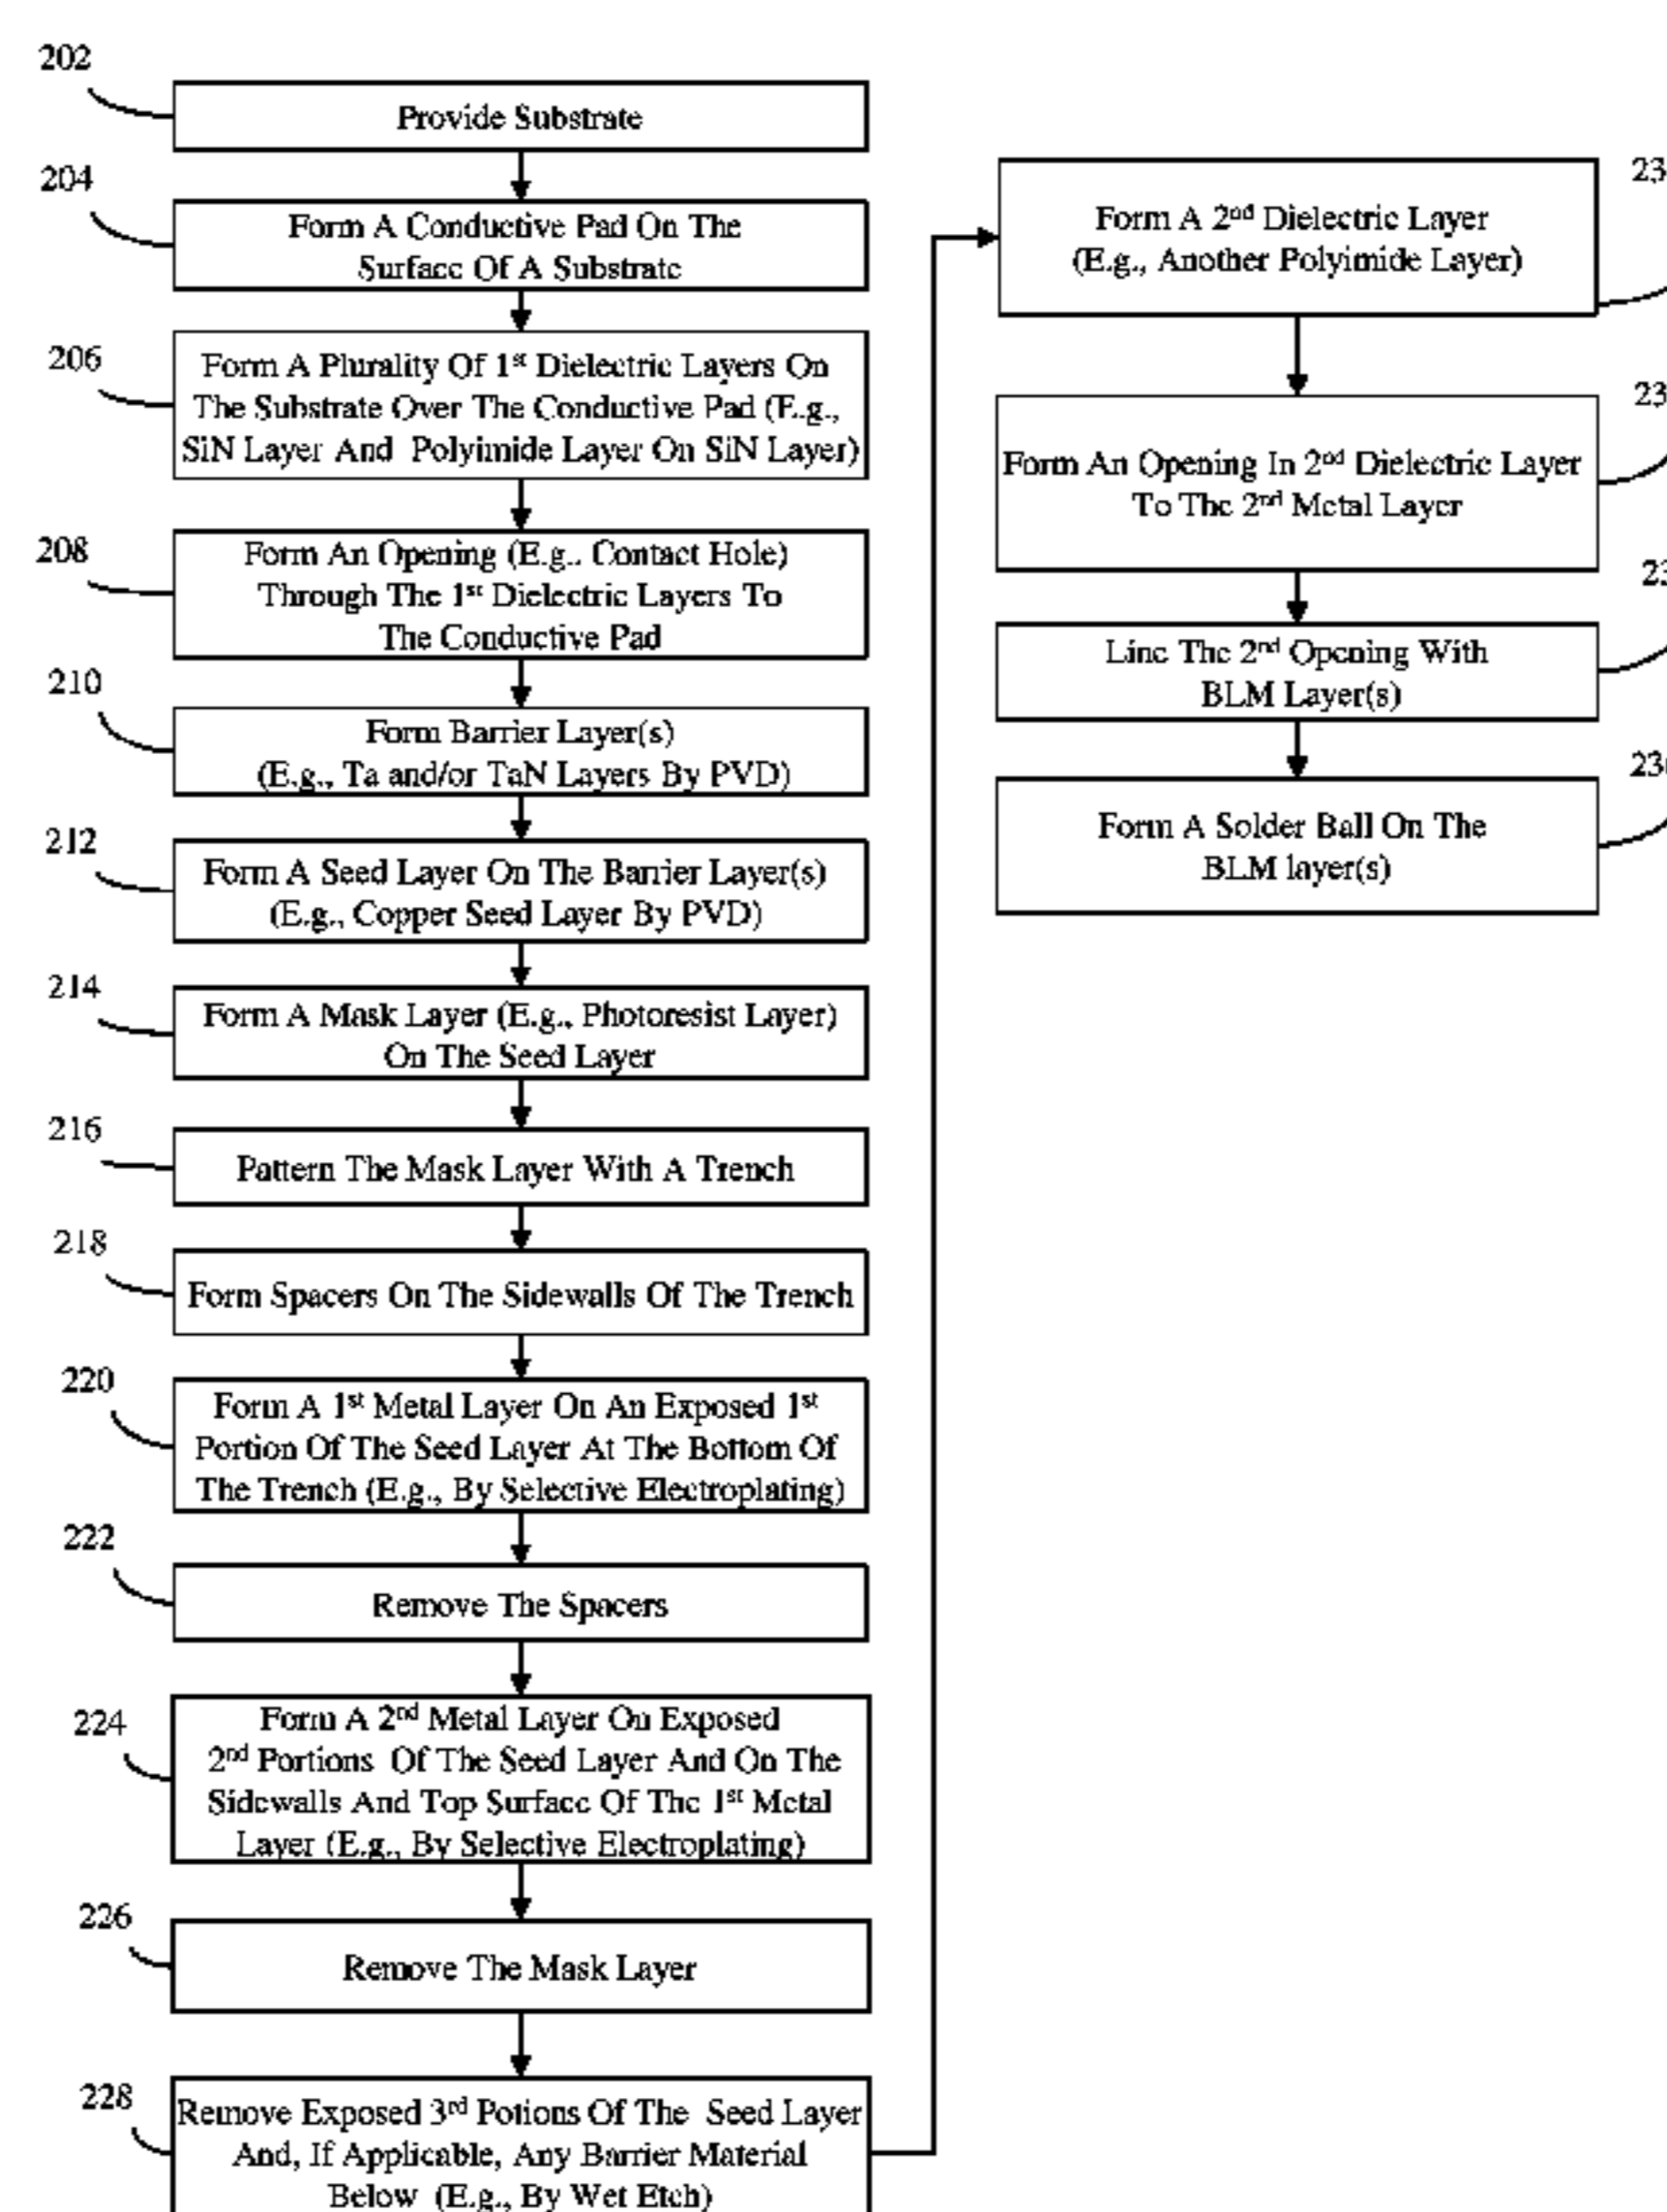 202
Provide Substrate
204
Form A Conductive Pad On The
Surface Of A Substrate
206
Form A Plurality Of 1st Dielectric Layers On
The Substrate Over The Conductive Pad (E.g.,
SiN Layer And Polyimide Layer On SiN Layer)
208
Form An Opening (E.g.. Contact Hole)
Through The 1st Dielectric Layers To
The Conductive Pad
210
Form Barrier Layer(s)
(E.g., Ta and/or TaN Layers By PVD)
212
Form A Seed Layer On The Barrier Layer(s)
(E.g., Copper Seed Layer By PVD)
214
Form A Mask Layer (E.g., Photoresist Layer)
On The Seed Layer
216
Pattern The Mask Layer With A Trench
218
Form Spacers On The Sidewalls Of The Trench
220
Form A 1st Metal Layer On An Exposed 1st
Portion Of The Seed Layer At The Bottom Of
The Trench (E.g., By Selective Electroplating)
222
Remove The Spacers
224
Form A 2nd Metal Layer On Exposed
2nd Portions Of The Seed Layer And On The
Sidewalls And Top Surface Of The 1st Metal
Layer (E.g., By Selective Electroplating)
226
Remove The Mask Layer
228
Remove Exposed 3rd Potions Of The Seed Layer
And, If Applicable, Any Barrier Material
Below (E.g., By Wet Etch)
Form A 2nd Dielectric Layer
(E.g., Another Polyimide Layer)
Form An Opening In 2nd Dielectric Layer
To The 2nd Metal Layer
Line The 2nd Opening With
BLM Layer(s)
Form A Solder Ball On The
BLM layer(s)